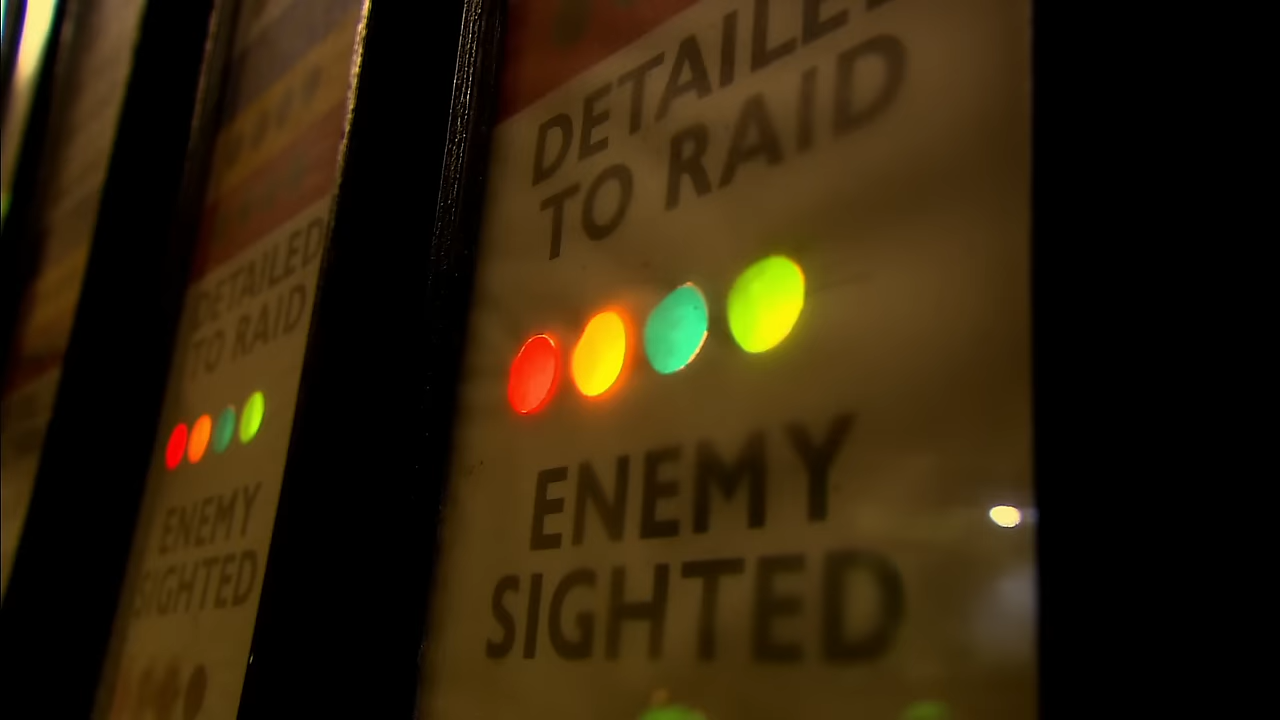 DETAILED
TO RAID
ENEMY
SIGHTED
DETAILED
TO RAID
ENEMY
SIGHTED